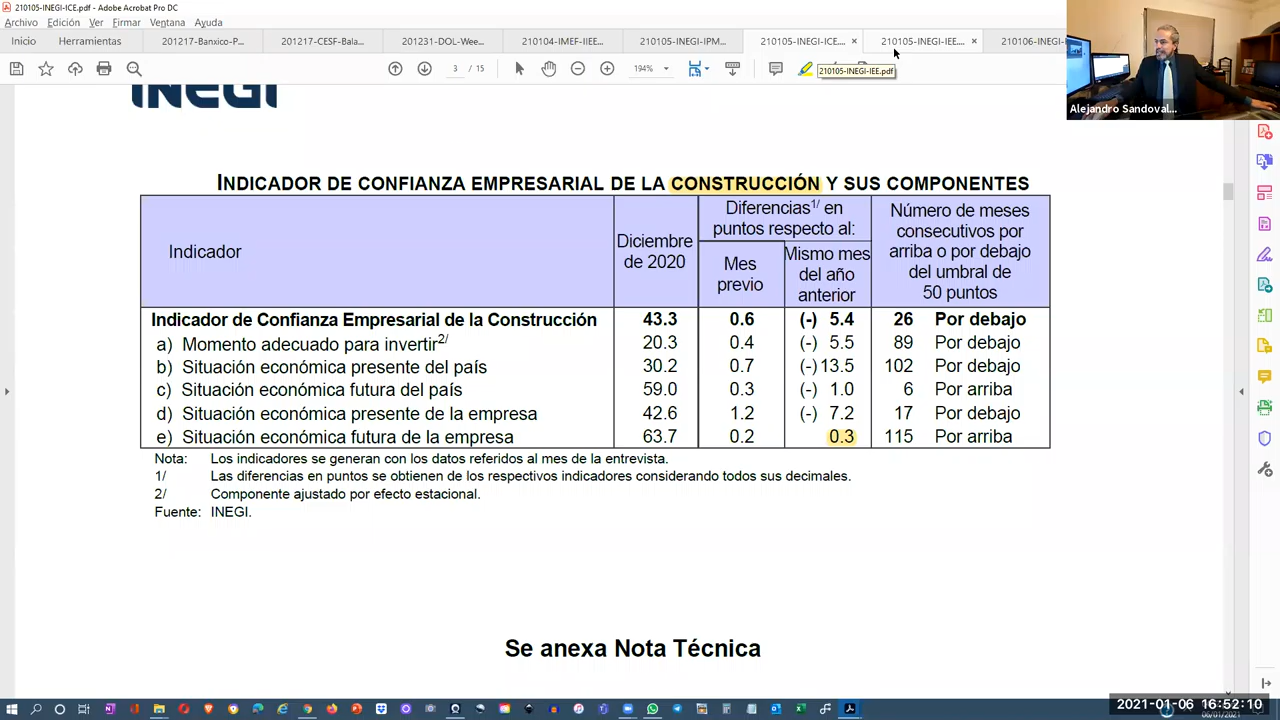 210105-INEGI-ICE.pdf - Adobe Acrobat Pro DC
Archivo Edición Ver Firmar Ventana Ayuda
Inicio Herramientas 201217-Banxico-P... 201217-CESF-Bala... 201231-DOL-Wee... 210104-IMEF-IIEE... 210105-INEGI-IPM... 210105-INEGI-ICE... × 210105-INEGI-IEE.... × 210106-INEGI-
3 / 15 194%
210105-INEGI-IEE.pdf
Alejandro Sandoval...
INEGI
INDICADOR DE CONFIANZA EMPRESARIAL DE LA CONSTRUCCIÓN Y SUS COMPONENTES
Indicador
Diciembre de 2020
Diferencias1/ en puntos respecto al:
Mes previo
Mismo mes del año anterior
Número de meses consecutivos por arriba o por debajo del umbral de 50 puntos
Indicador de Confianza Empresarial de la Construcción 43.3 0.6 (-) 5.4 26 Por debajo
a) Momento adecuado para invertir2/ 20.3 0.4 (-) 5.5 89 Por debajo
b) Situación económica presente del país 30.2 0.7 (-) 13.5 102 Por debajo
c) Situación económica futura del país 59.0 0.3 (-) 1.0 6 Por arriba
d) Situación económica presente de la empresa 42.6 1.2 (-) 7.2 17 Por debajo
e) Situación económica futura de la empresa 63.7 0.2 0.3 115 Por arriba
Nota: Los indicadores se generan con los datos referidos al mes de la entrevista.
1/ Las diferencias en puntos se obtienen de los respectivos indicadores considerando todos sus decimales.
2/ Componente ajustado por efecto estacional.
Fuente: INEGI.
Se anexa Nota Técnica
2021-01-06 16:52:10
06/01/2021